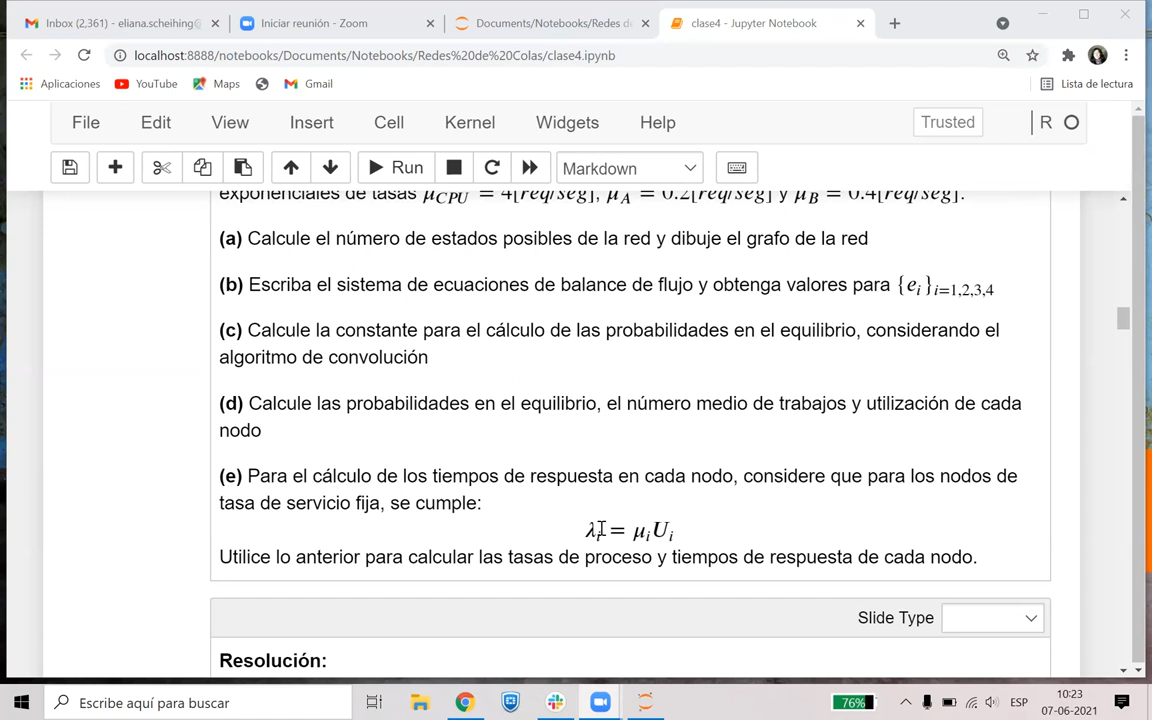 Inbox (2,361) - eliana.scheihing@
Iniciar reunión - Zoom
Documents/Notebooks/Redes de
clase4 - Jupyter Notebook
localhost:8888/notebooks/Documents/Notebooks/Redes%20de%20Colas/clase4.ipynb
Aplicaciones YouTube Maps Gmail Lista de lectura
File Edit View Insert Cell Kernel Widgets Help Trusted R
Run Markdown
exponenciales de tasas μ_CPU = 4[req/seg], μ_A = 0.2[req/seg] y μ_B = 0.4[req/seg].
(a) Calcule el número de estados posibles de la red y dibuje el grafo de la red
(b) Escriba el sistema de ecuaciones de balance de flujo y obtenga valores para {e_i}_i=1,2,3,4
(c) Calcule la constante para el cálculo de las probabilidades en el equilibrio, considerando el
algoritmo de convolución
(d) Calcule las probabilidades en el equilibrio, el número medio de trabajos y utilización de cada
nodo
(e) Para el cálculo de los tiempos de respuesta en cada nodo, considere que para los nodos de
tasa de servicio fija, se cumple:
λ_i = μ_i U_i
Utilice lo anterior para calcular las tasas de proceso y tiempos de respuesta de cada nodo.
Slide Type
Resolución:
Escribe aquí para buscar
76%
ESP
10:23
07-06-2021